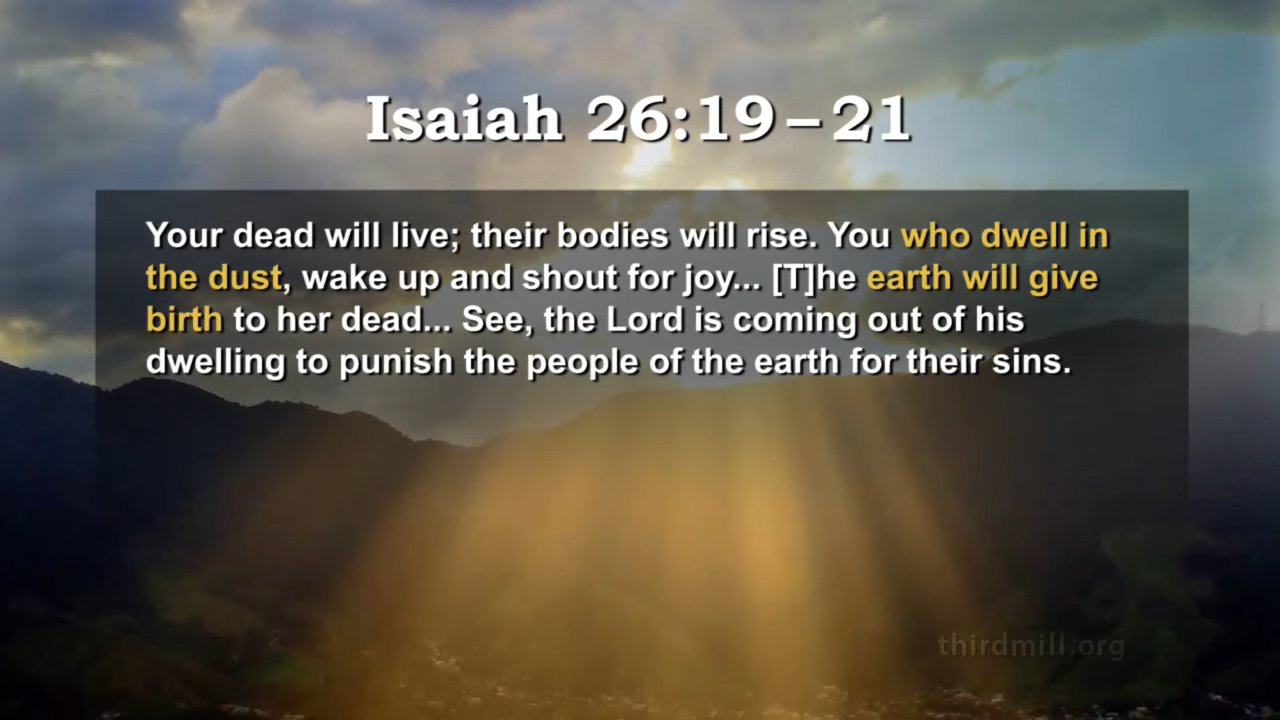 Isaiah 26:19–21
Your dead will live; their bodies will rise. You who dwell in
the dust, wake up and shout for joy... [T]he earth will give
birth to her dead... See, the Lord is coming out of his
dwelling to punish the people of the earth for their sins.
thirdmill.org